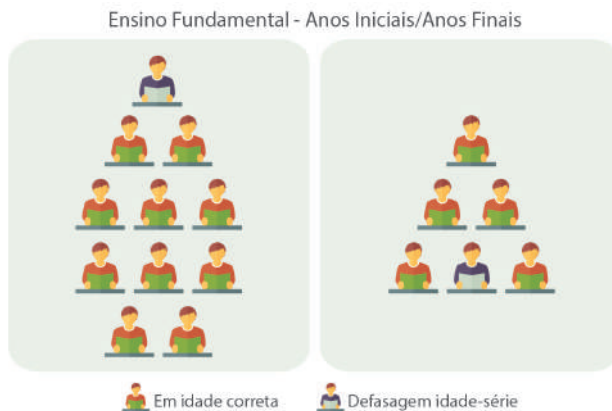 Ensino Fundamental - Anos Iniciais/Anos Finais
Em idade correta
Defasagem idade-série